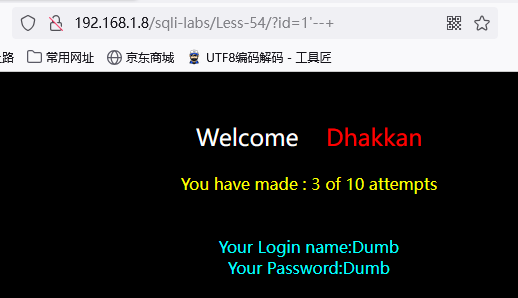 192.168.1.8/sqli-labs/Less-54/?id=1'--+
上路 常用网址 京东商城 UTF8编码解码 - 工具匠
Welcome Dhakkan
You have made : 3 of 10 attempts
Your Login name:Dumb
Your Password:Dumb